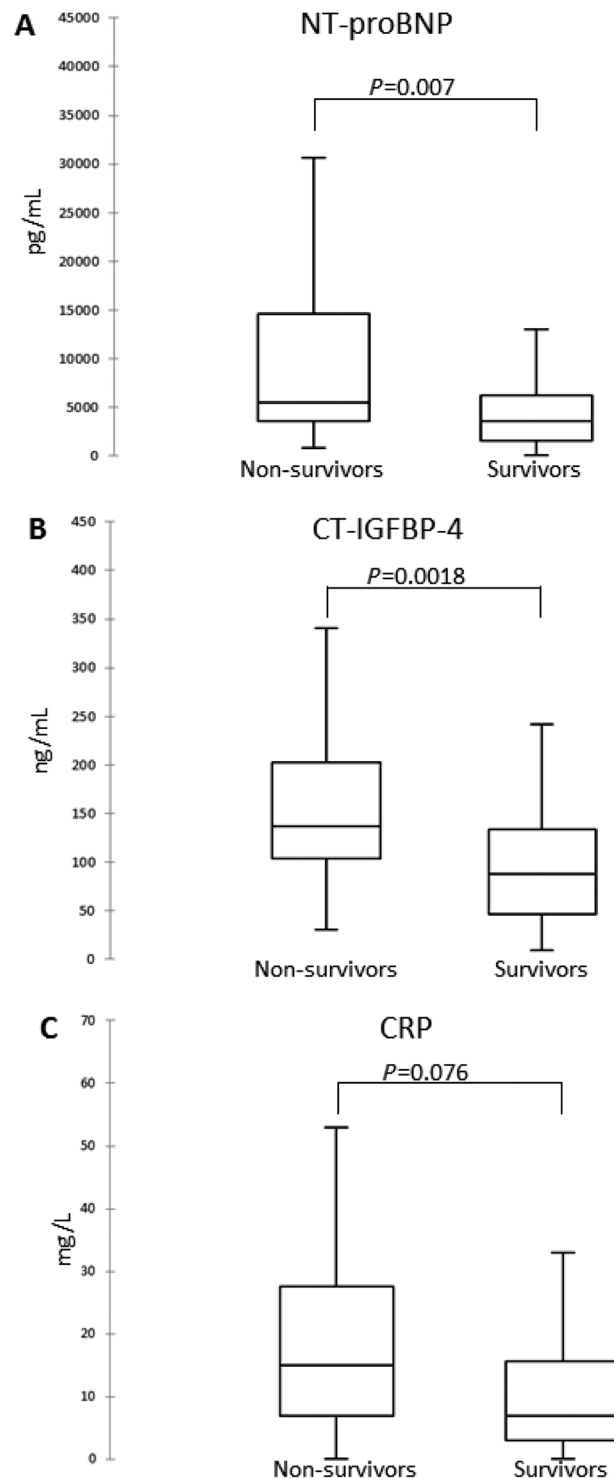 A
NT-proBNP
P=0.007
pg/mL
45000
40000
35000
30000
25000
20000
15000
10000
5000
0
Non-survivors
Survivors
B
CT-IGFBP-4
P=0.0018
ng/mL
450
400
350
300
250
200
150
100
50
0
Non-survivors
Survivors
C
CRP
P=0.076
mg/L
70
60
50
40
30
20
10
0
Non-survivors
Survivors